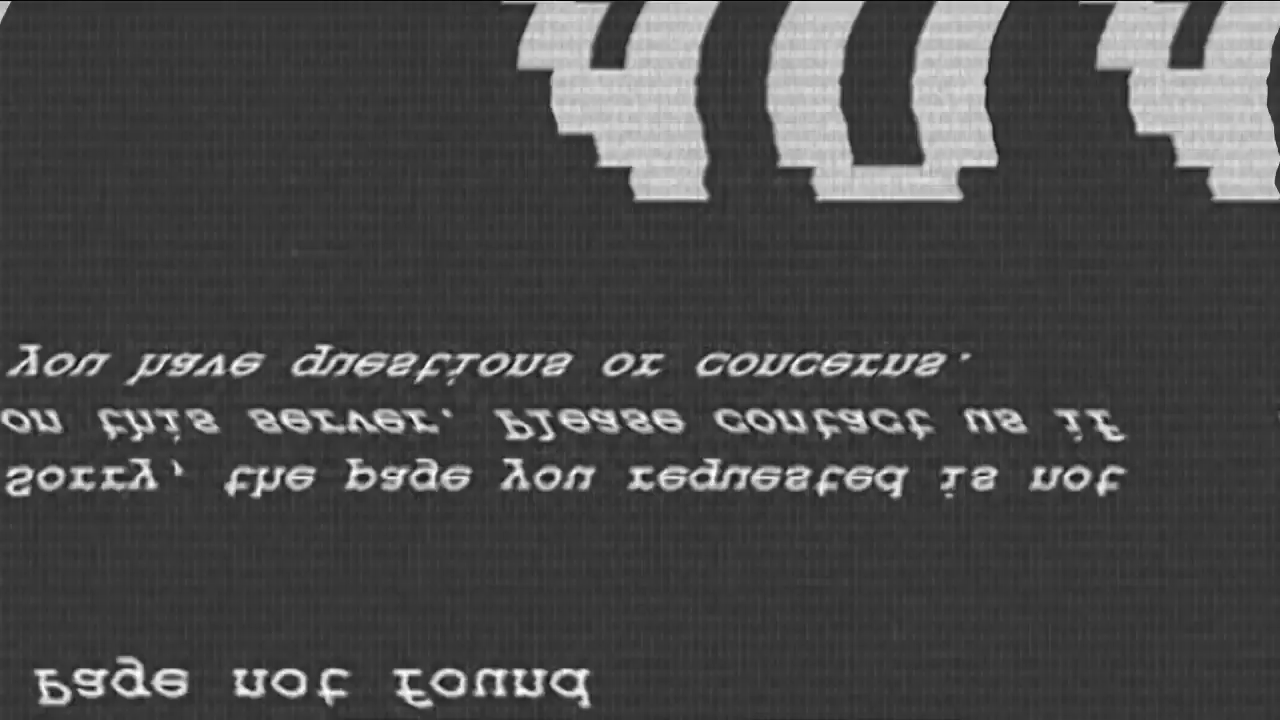 Page not found
Sorry, the page you requested is not
on this server. Please contact us if
you have questions or concerns.
404